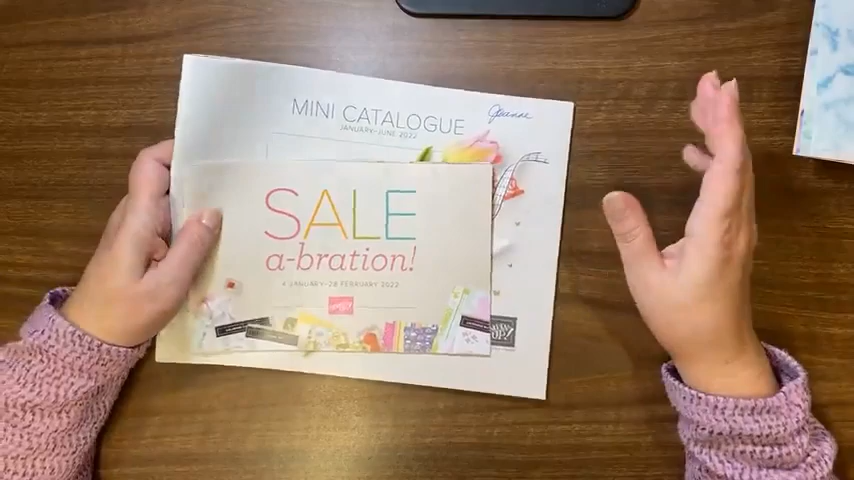 MINI CATALOGUE
Jeanne
JANUARY–JUNE 2022
SALE
a-bration!
4 JANUARY–28 FEBRUARY 2022